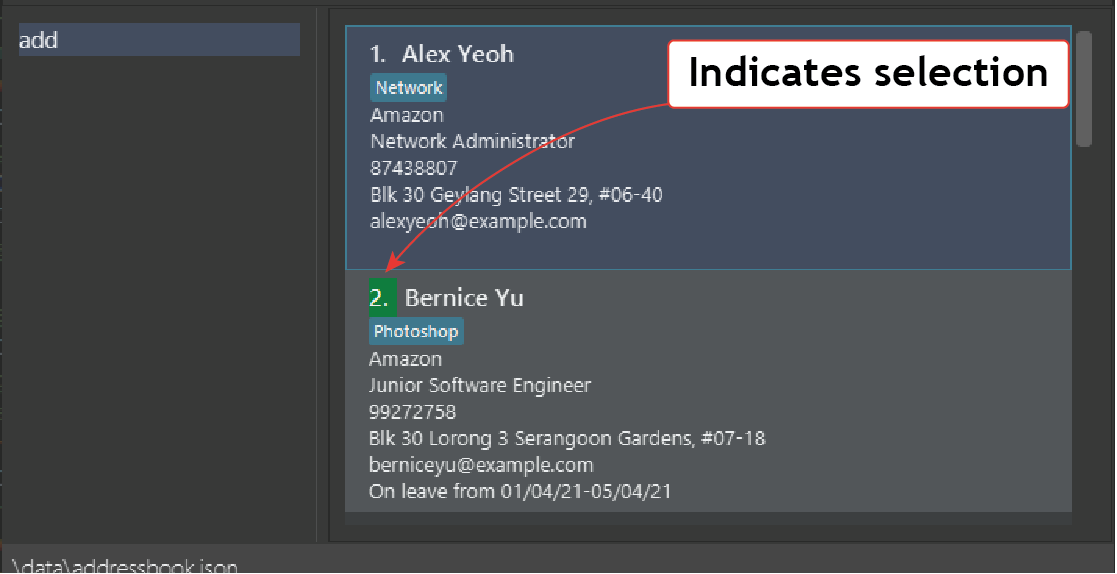 add
1. Alex Yeoh
Network
Amazon
Network Administrator
87438807
Blk 30 Geylang Street 29, #06-40
alexyeoh@example.com
Indicates selection
2. Bernice Yu
Photoshop
Amazon
Junior Software Engineer
99272758
Blk 30 Lorong 3 Serangoon Gardens, #07-18
berniceyu@example.com
On leave from 01/04/21-05/04/21
.\data\addressbook.json